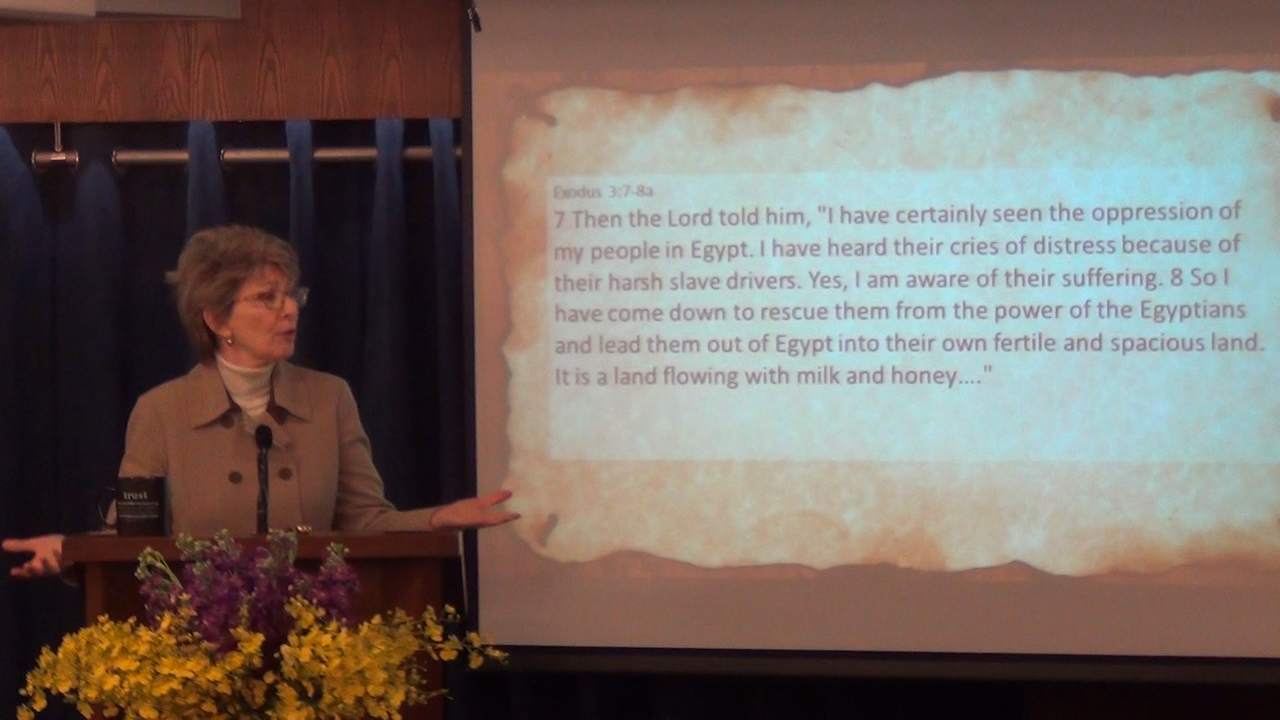 Exodus 3:7-8a
7 Then the Lord told him, "I have certainly seen the oppression of
my people in Egypt. I have heard their cries of distress because of
their harsh slave drivers. Yes, I am aware of their suffering. 8 So I
have come down to rescue them from the power of the Egyptians
and lead them out of Egypt into their own fertile and spacious land.
It is a land flowing with milk and honey...."
trust